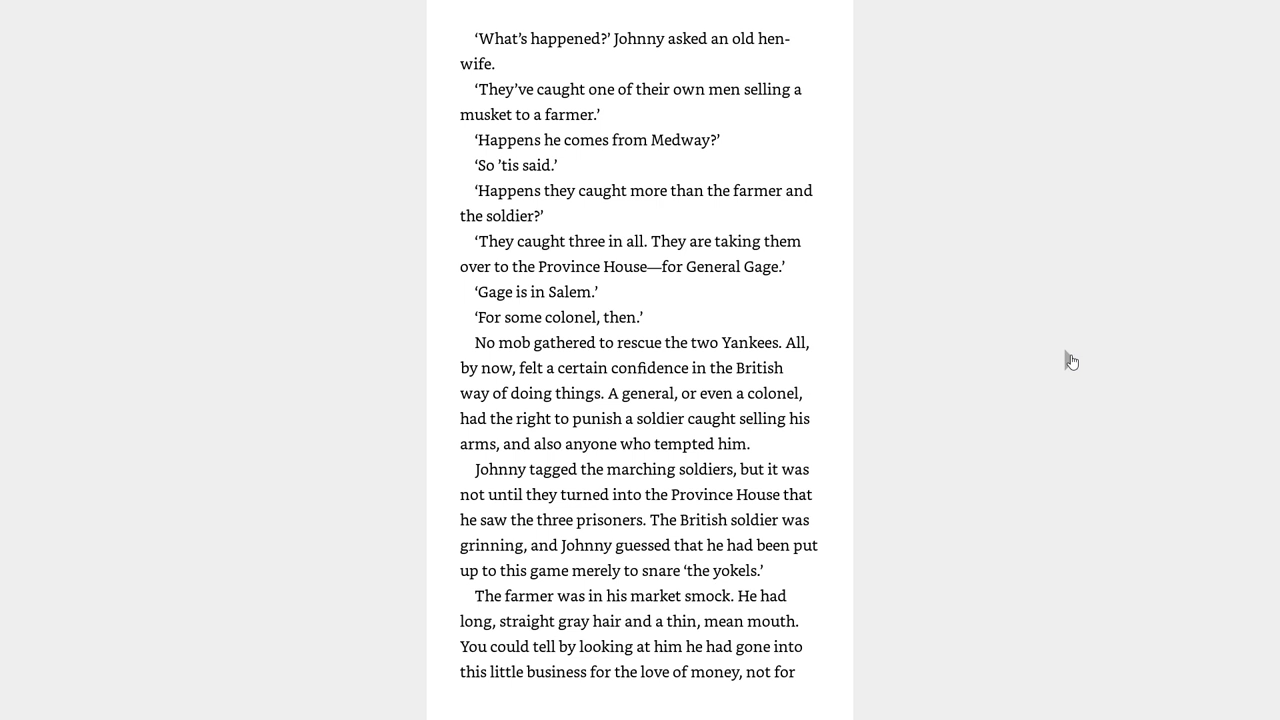 ‘What’s happened?’ Johnny asked an old hen-
wife.
‘They’ve caught one of their own men selling a
musket to a farmer.’
‘Happens he comes from Medway?’
‘So ’tis said.’
‘Happens they caught more than the farmer and
the soldier?’
‘They caught three in all. They are taking them
over to the Province House—for General Gage.’
‘Gage is in Salem.’
‘For some colonel, then.’
No mob gathered to rescue the two Yankees. All,
by now, felt a certain confidence in the British
way of doing things. A general, or even a colonel,
had the right to punish a soldier caught selling his
arms, and also anyone who tempted him.
Johnny tagged the marching soldiers, but it was
not until they turned into the Province House that
he saw the three prisoners. The British soldier was
grinning, and Johnny guessed that he had been put
up to this game merely to snare ‘the yokels.’
The farmer was in his market smock. He had
long, straight gray hair and a thin, mean mouth.
You could tell by looking at him he had gone into
this little business for the love of money, not for